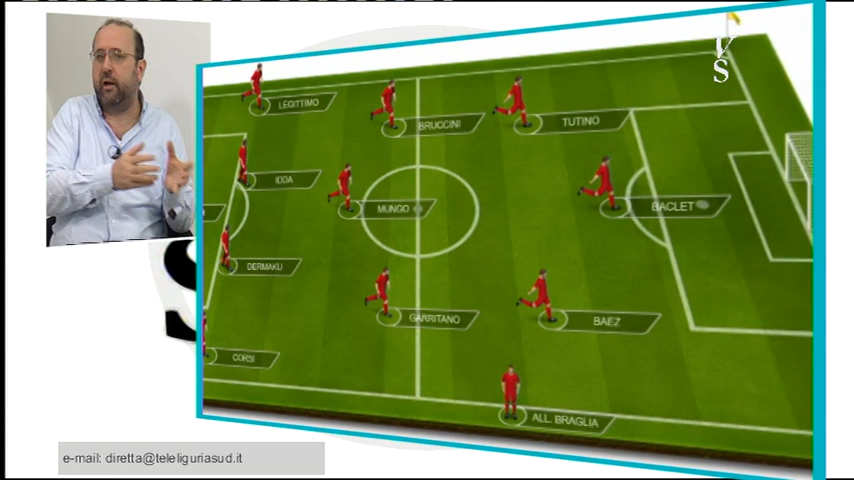 V
S
LEGITTIMO
BRUCCINI
TUTINO
IDDA
MUNGO
BACLET
DERMAKU
GARRITANO
BAEZ
CORSI
ALL. BRAGLIA
e-mail: diretta@teleliguriasud.it